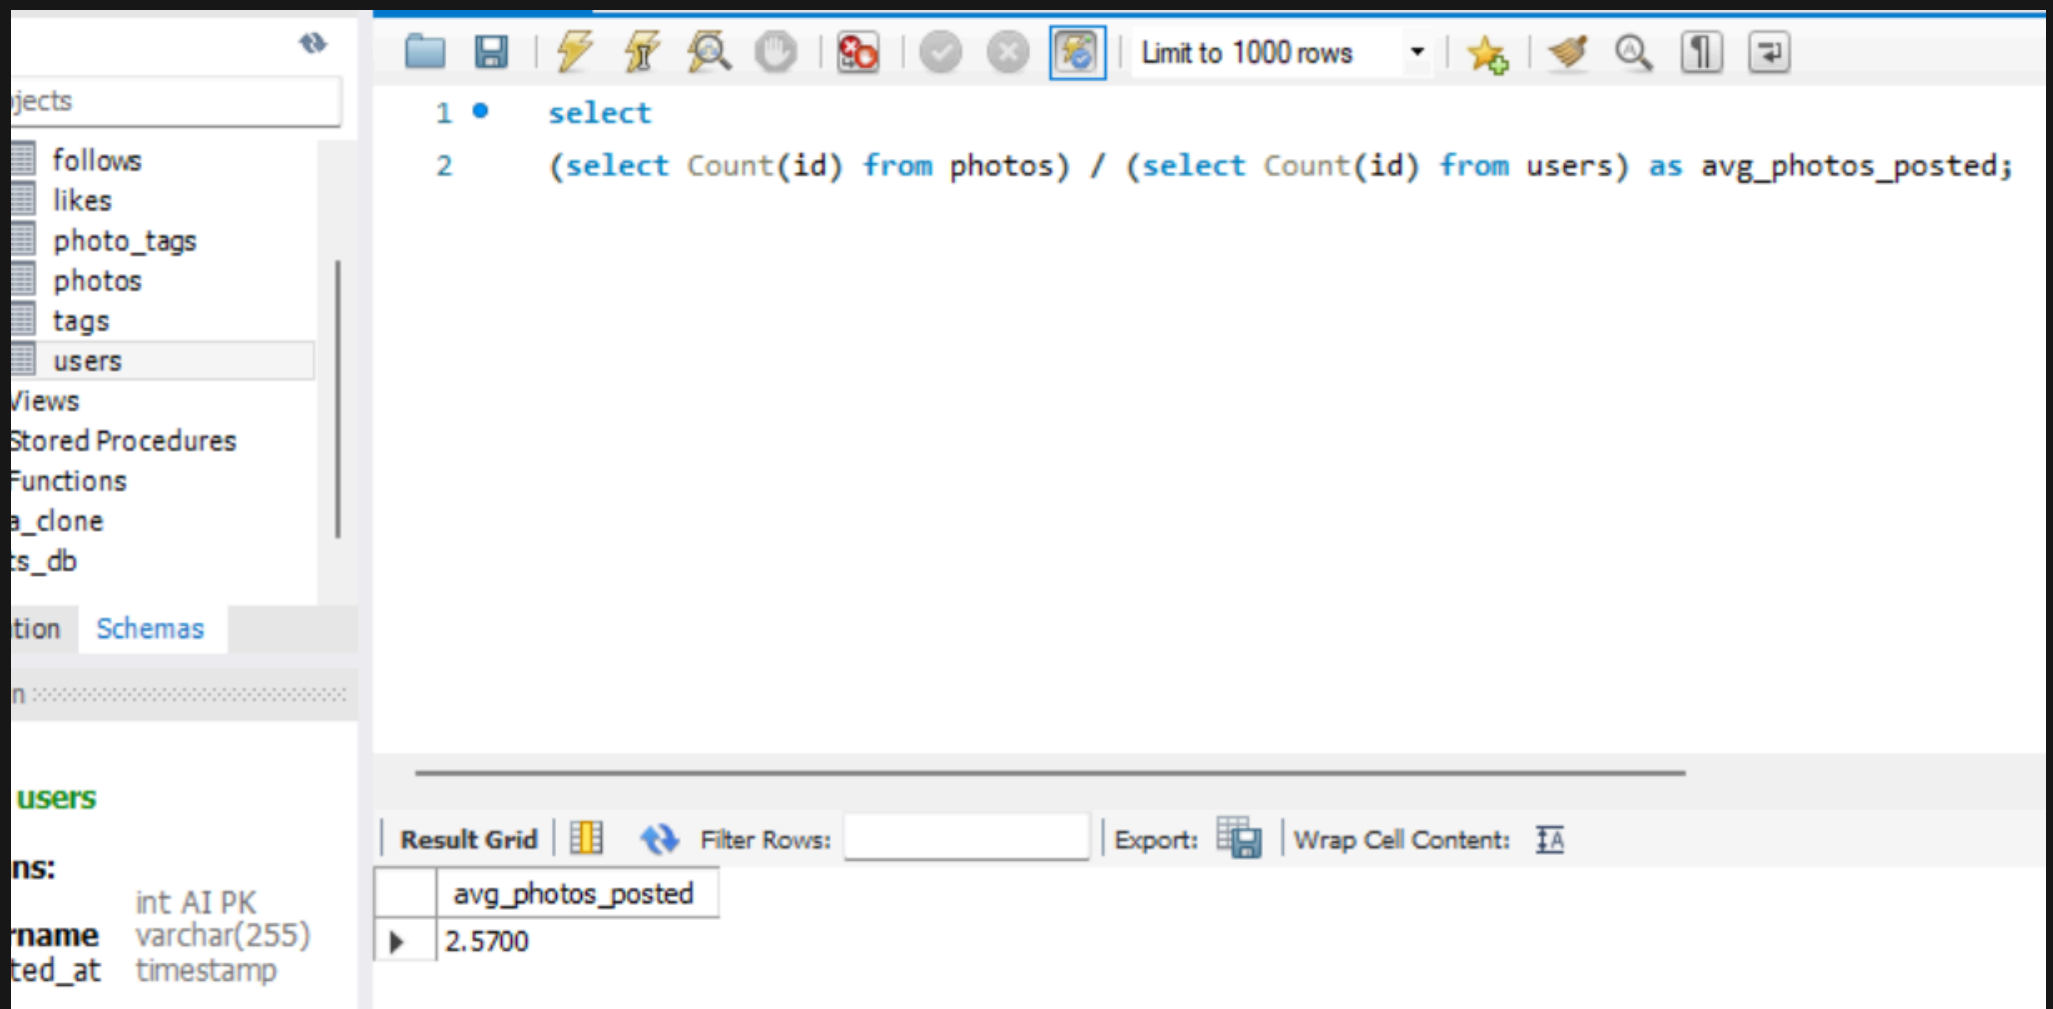 Limit to 1000 rows
jects
1 select
2 (select Count(id) from photos) / (select Count(id) from users) as avg_photos_posted;
follows
likes
photo_tags
photos
tags
users
Views
Stored Procedures
Functions
a_clone
ts_db
tion Schemas
n
users
ns:
int AI PK
rname varchar(255)
ted_at timestamp
Result Grid Filter Rows: Export: Wrap Cell Content:
avg_photos_posted
2.5700